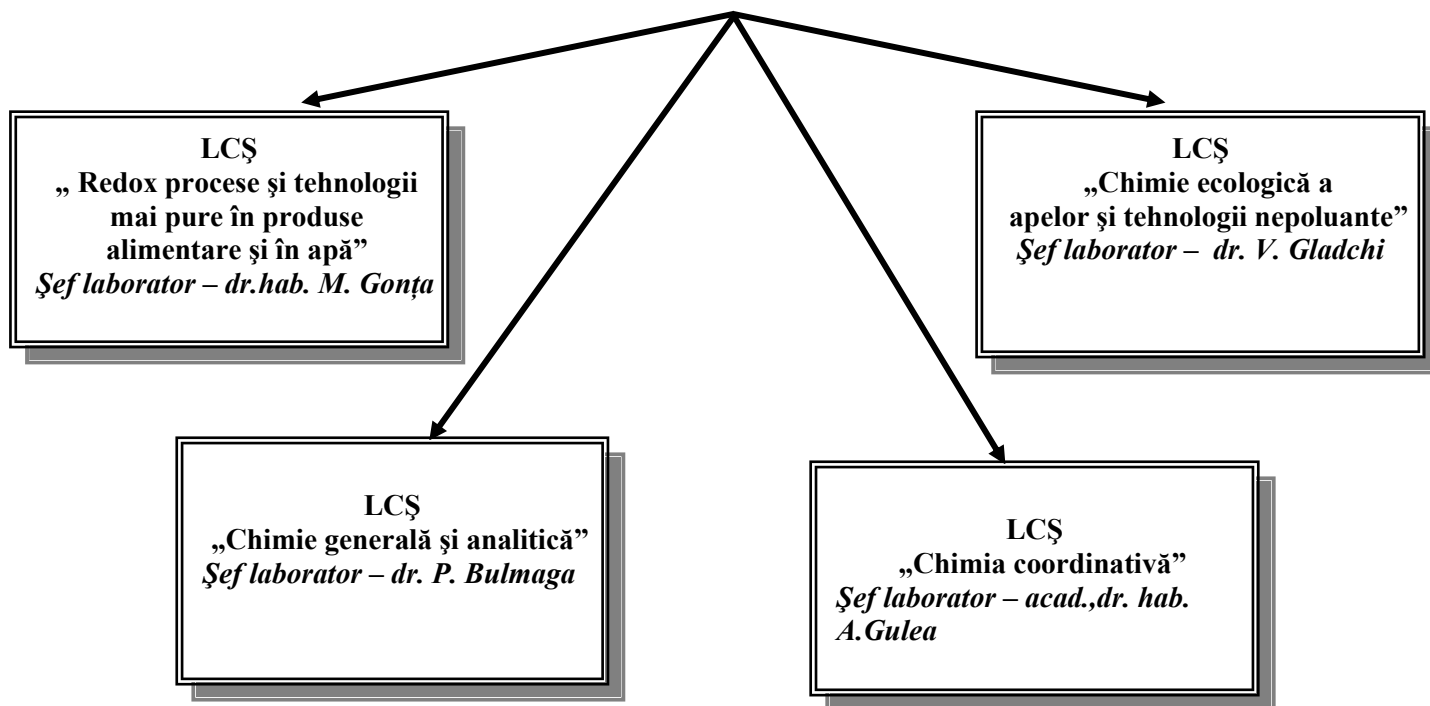 LCŞ
„ Redox procese şi tehnologii
mai pure în produse
alimentare şi în apă”
Şef laborator – dr.hab. M. Gonța
LCŞ
„Chimie ecologică a
apelor şi tehnologii nepoluante”
Şef laborator – dr. V. Gladchi
LCŞ
„Chimie generală şi analitică”
Şef laborator – dr. P. Bulmaga
LCŞ
„Chimia coordinativă”
Şef laborator – acad.,dr. hab.
A.Gulea